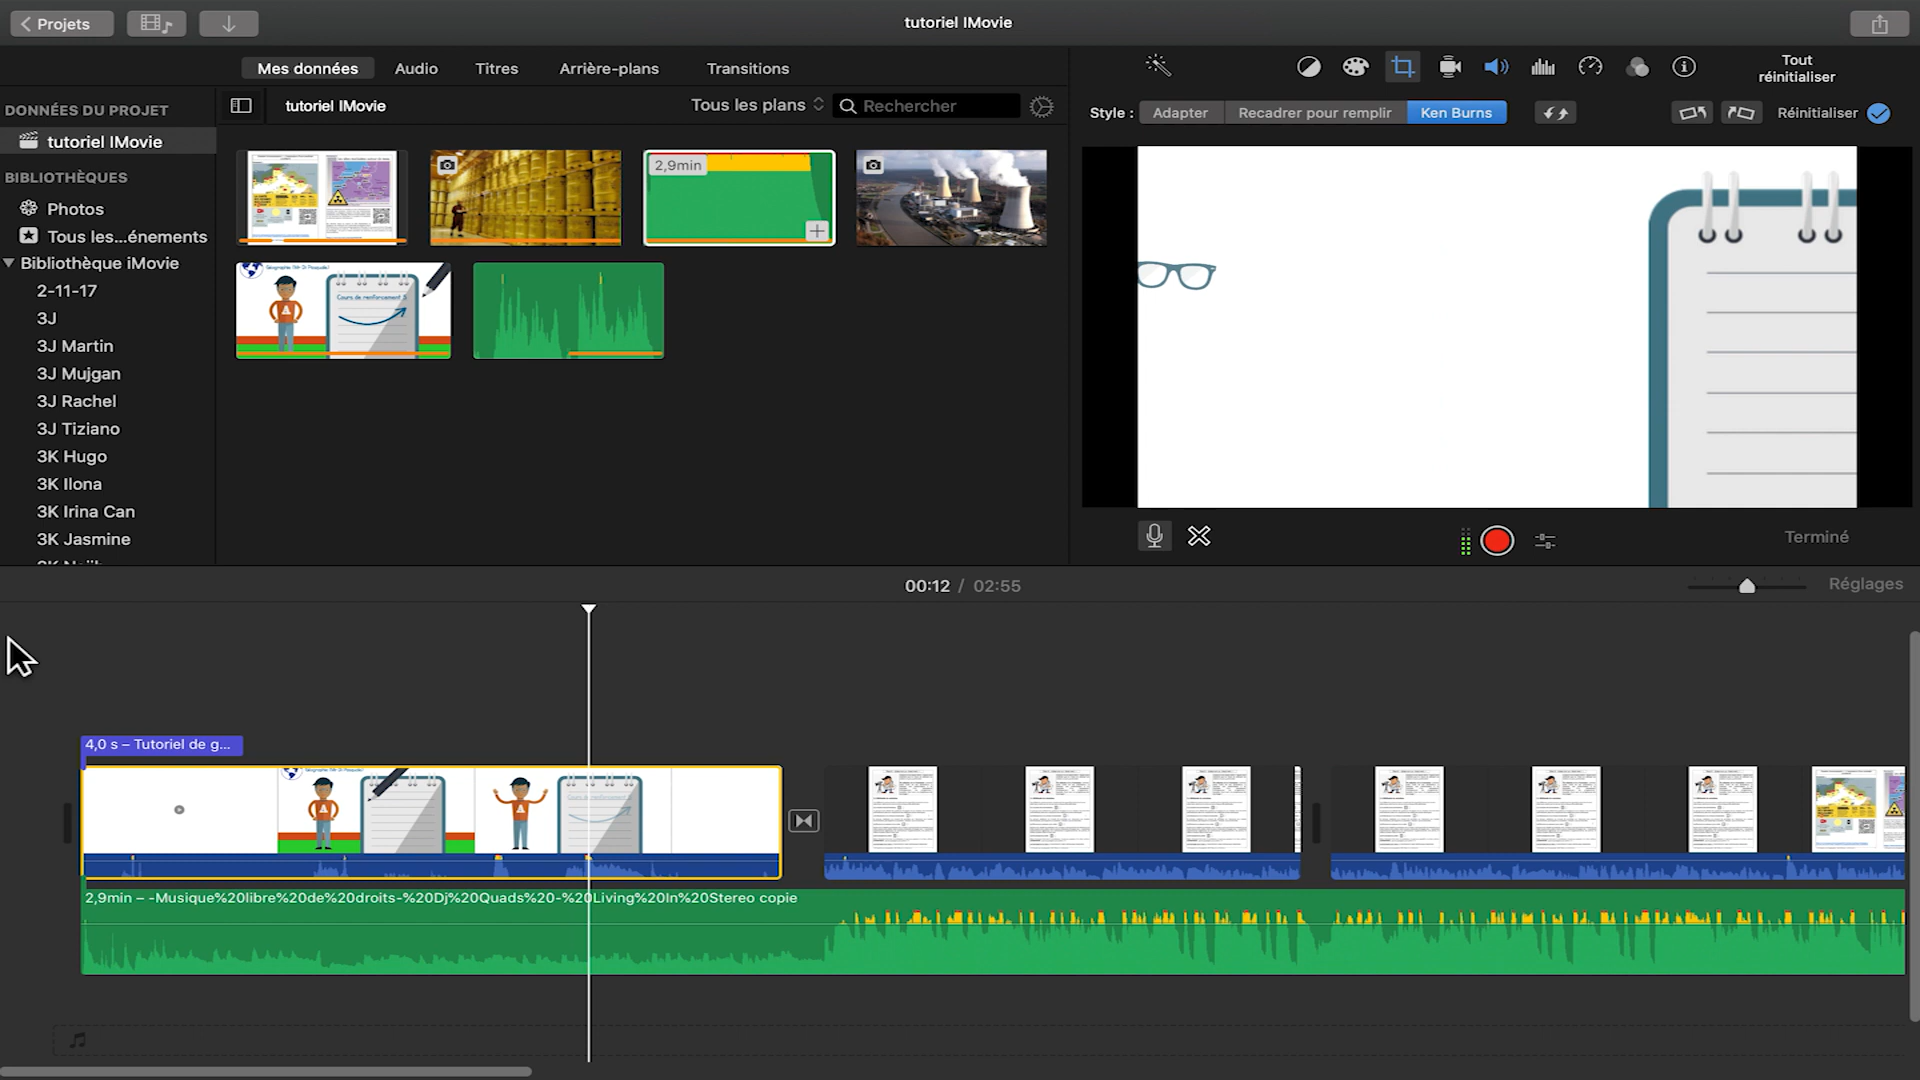 Projets
tutoriel IMovie
Mes données
Audio
Titres
Arrière-plans
Transitions
Tout
réinitialiser
DONNÉES DU PROJET
tutoriel IMovie
tutoriel IMovie
Tous les plans
Rechercher
Style :
Adapter
Recadrer pour remplir
Ken Burns
Réinitialiser
BIBLIOTHÈQUES
Photos
Tous les...énements
Bibliothèque iMovie
2-11-17
3J
3J Martin
3J Mujgan
3J Rachel
3J Tiziano
3K Hugo
3K Ilona
3K Irina Can
3K Jasmine
2,9min
Cours de renforcement 3
Terminé
00:12 / 02:55
Réglages
4,0 s – Tutoriel de g...
2,9min – -Musique%20libre%20de%20droits-%20Dj%20Quads%20-%20Living%20In%20Stereo copie